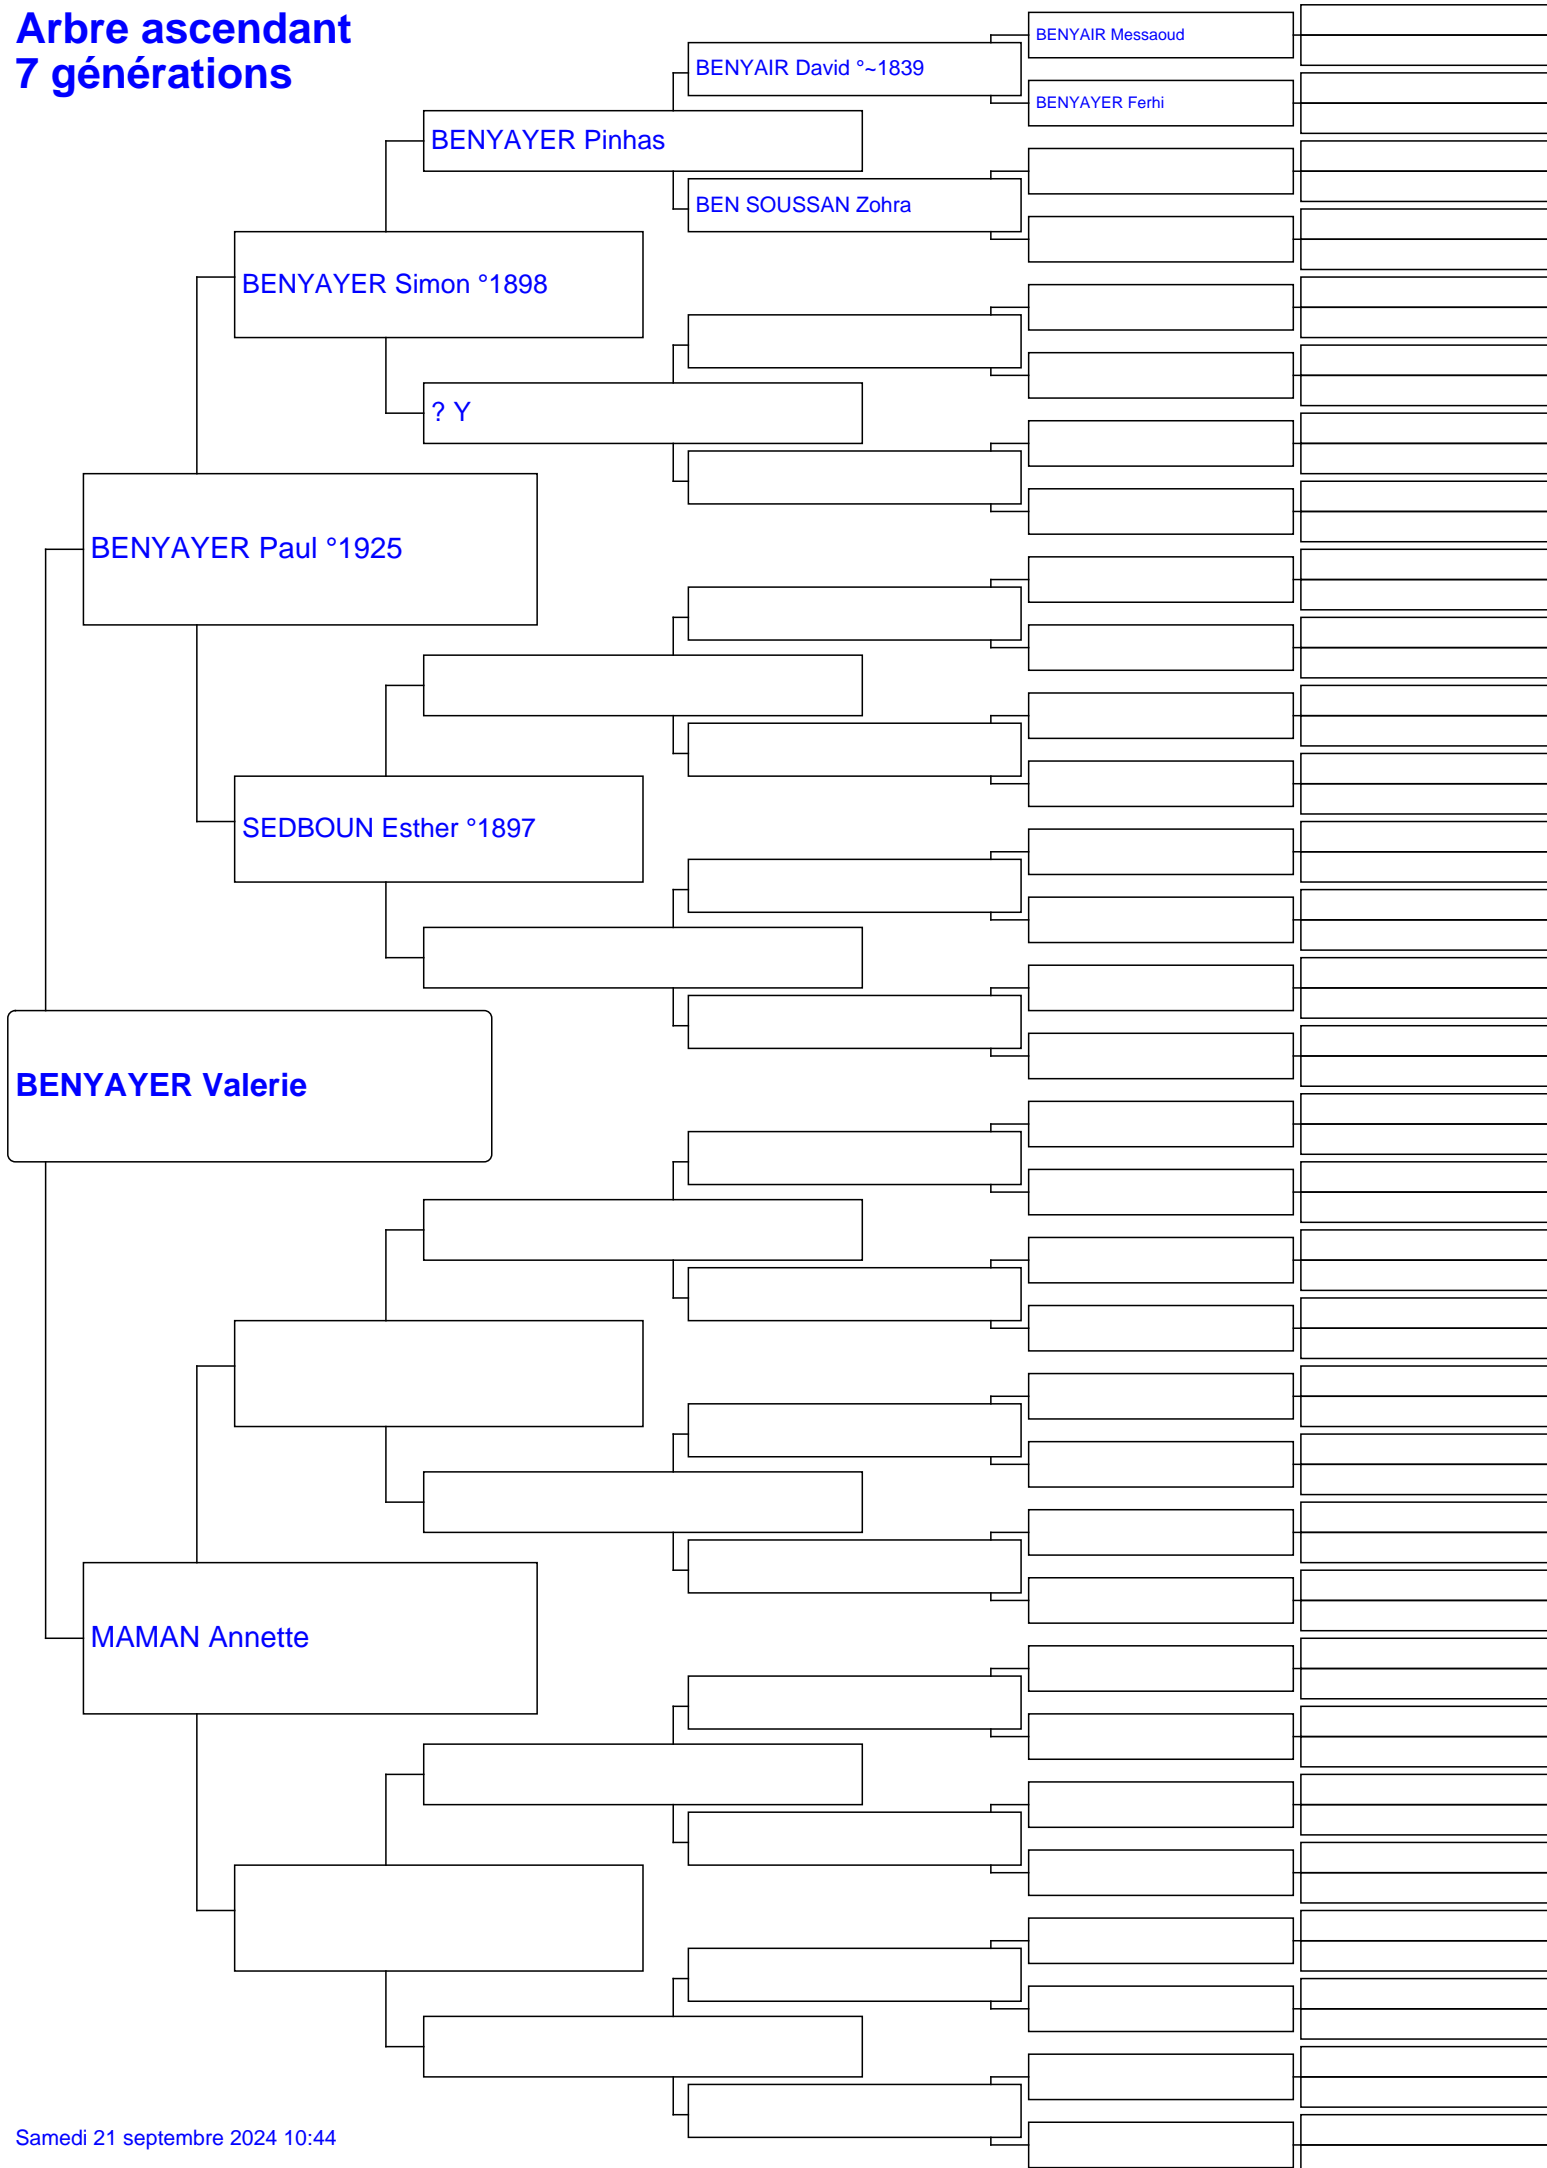 Arbre ascendant
7 générations
BENYAIR Messaoud
BENYAIR David °~1839
BENYAYER Ferhi
BENYAYER Pinhas
BEN SOUSSAN Zohra
BENYAYER Simon °1898
? Y
BENYAYER Paul °1925
SEDBOUN Esther °1897
BENYAYER Valerie
MAMAN Annette
Samedi 21 septembre 2024 10:44